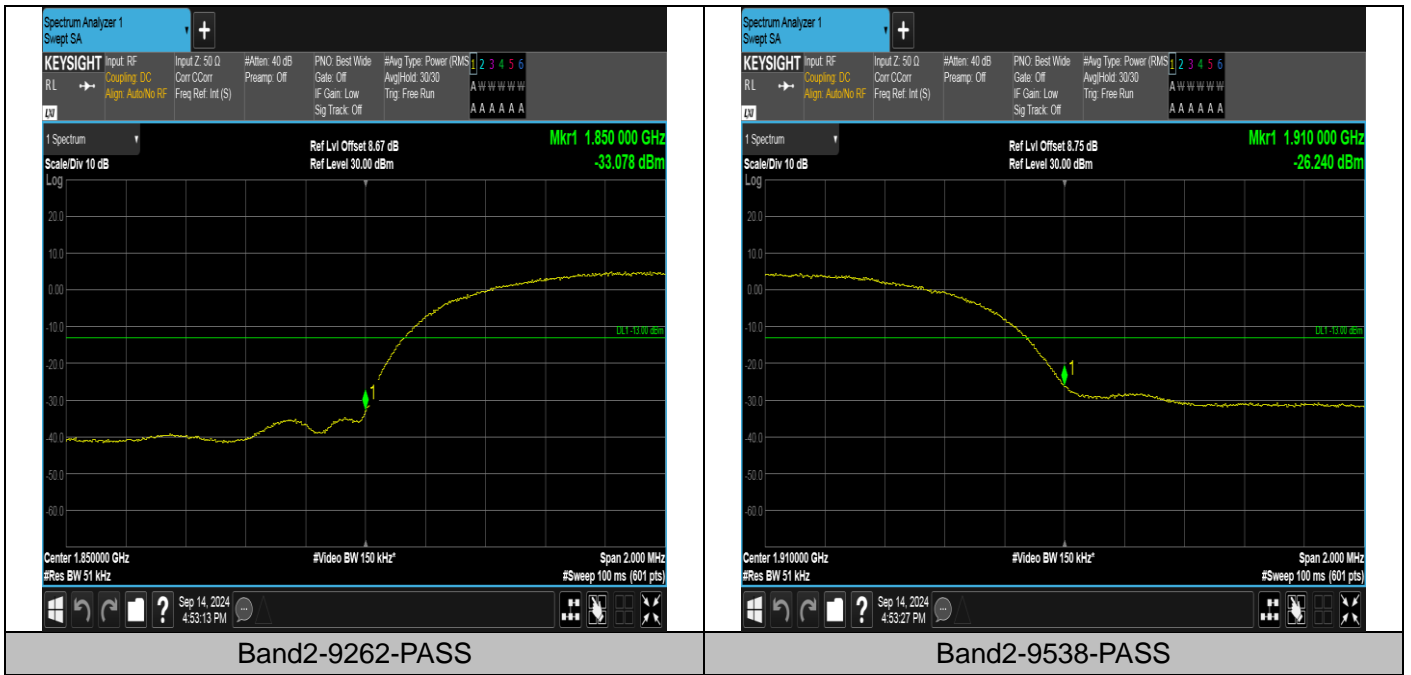 Spectrum Analyzer 1
Swept SA
KEYSIGHT
RL
LXI
Input: RF
Coupling: DC
Align: Auto/No RF
Input Z: 50 Ω
Corr CCorr
Freq Ref: Int (S)
#Atten: 40 dB
Preamp: Off
PNO: Best Wide
Gate: Off
IF Gain: Low
Sig Track: Off
#Avg Type: Power (RMS
Avg|Hold: 30/30
Trig: Free Run
1 2 3 4 5 6
A W W W W W
A A A A A A
1 Spectrum
Scale/Div 10 dB
Log
Ref Lvl Offset 8.67 dB
Ref Level 30.00 dBm
Mkr1 1.850 000 GHz
-33.078 dBm
20.0
10.0
0.00
-10.0
DL1 -13.00 dBm
-20.0
1
-30.0
-40.0
-50.0
-60.0
Center 1.850000 GHz
#Video BW 150 kHz*
Span 2.000 MHz
#Res BW 51 kHz
#Sweep 100 ms (601 pts)
?
Sep 14, 2024
4:53:13 PM
Band2-9262-PASS
Spectrum Analyzer 1
Swept SA
KEYSIGHT
RL
LXI
Input: RF
Coupling: DC
Align: Auto/No RF
Input Z: 50 Ω
Corr CCorr
Freq Ref: Int (S)
#Atten: 40 dB
Preamp: Off
PNO: Best Wide
Gate: Off
IF Gain: Low
Sig Track: Off
#Avg Type: Power (RMS
Avg|Hold: 30/30
Trig: Free Run
1 2 3 4 5 6
A W W W W W
A A A A A A
1 Spectrum
Scale/Div 10 dB
Log
Ref Lvl Offset 8.75 dB
Ref Level 30.00 dBm
Mkr1 1.910 000 GHz
-26.240 dBm
20.0
10.0
0.00
-10.0
DL1 -13.00 dBm
-20.0
1
-30.0
-40.0
-50.0
-60.0
Center 1.910000 GHz
#Video BW 150 kHz*
Span 2.000 MHz
#Res BW 51 kHz
#Sweep 100 ms (601 pts)
?
Sep 14, 2024
4:53:27 PM
Band2-9538-PASS